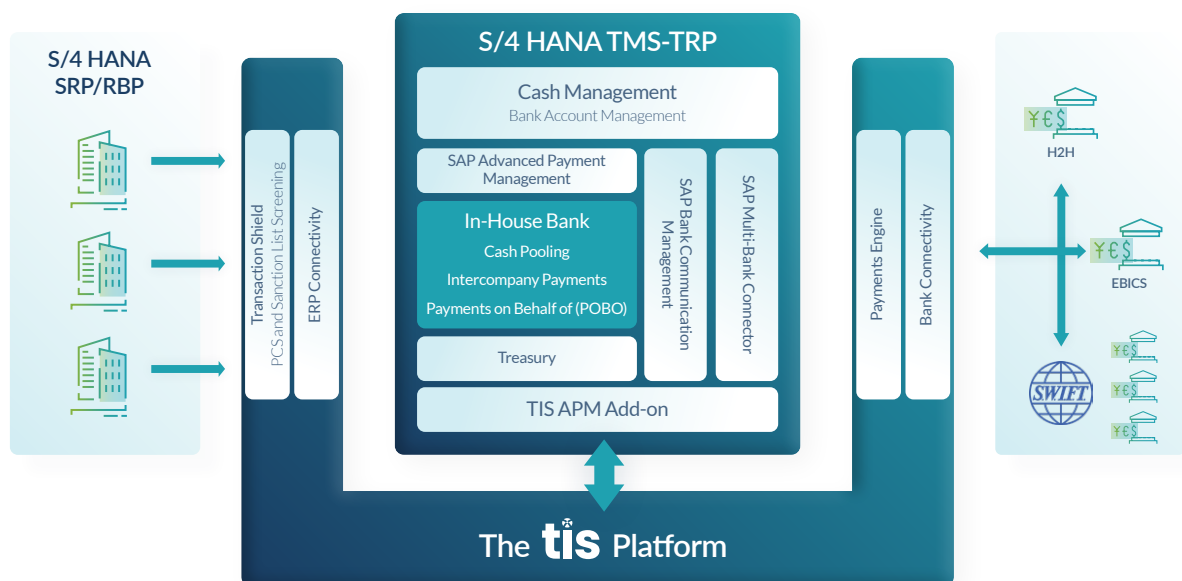 S/4 HANA
SRP/RBP
Transaction Shield
PCS and Sanction List Screening
ERP Connectivity
S/4 HANA TMS-TRP
Cash Management
Bank Account Management
SAP Advanced Payment
Management
In-House Bank
Cash Pooling
Intercompany Payments
Payments on Behalf of (POBO)
Treasury
SAP Bank Communication
Management
SAP Multi-Bank Connector
TIS APM Add-on
Payments Engine
Bank Connectivity
¥€$
H2H
¥€$
EBICS
SWIFT
¥€$
¥€$
¥€$
The tis Platform